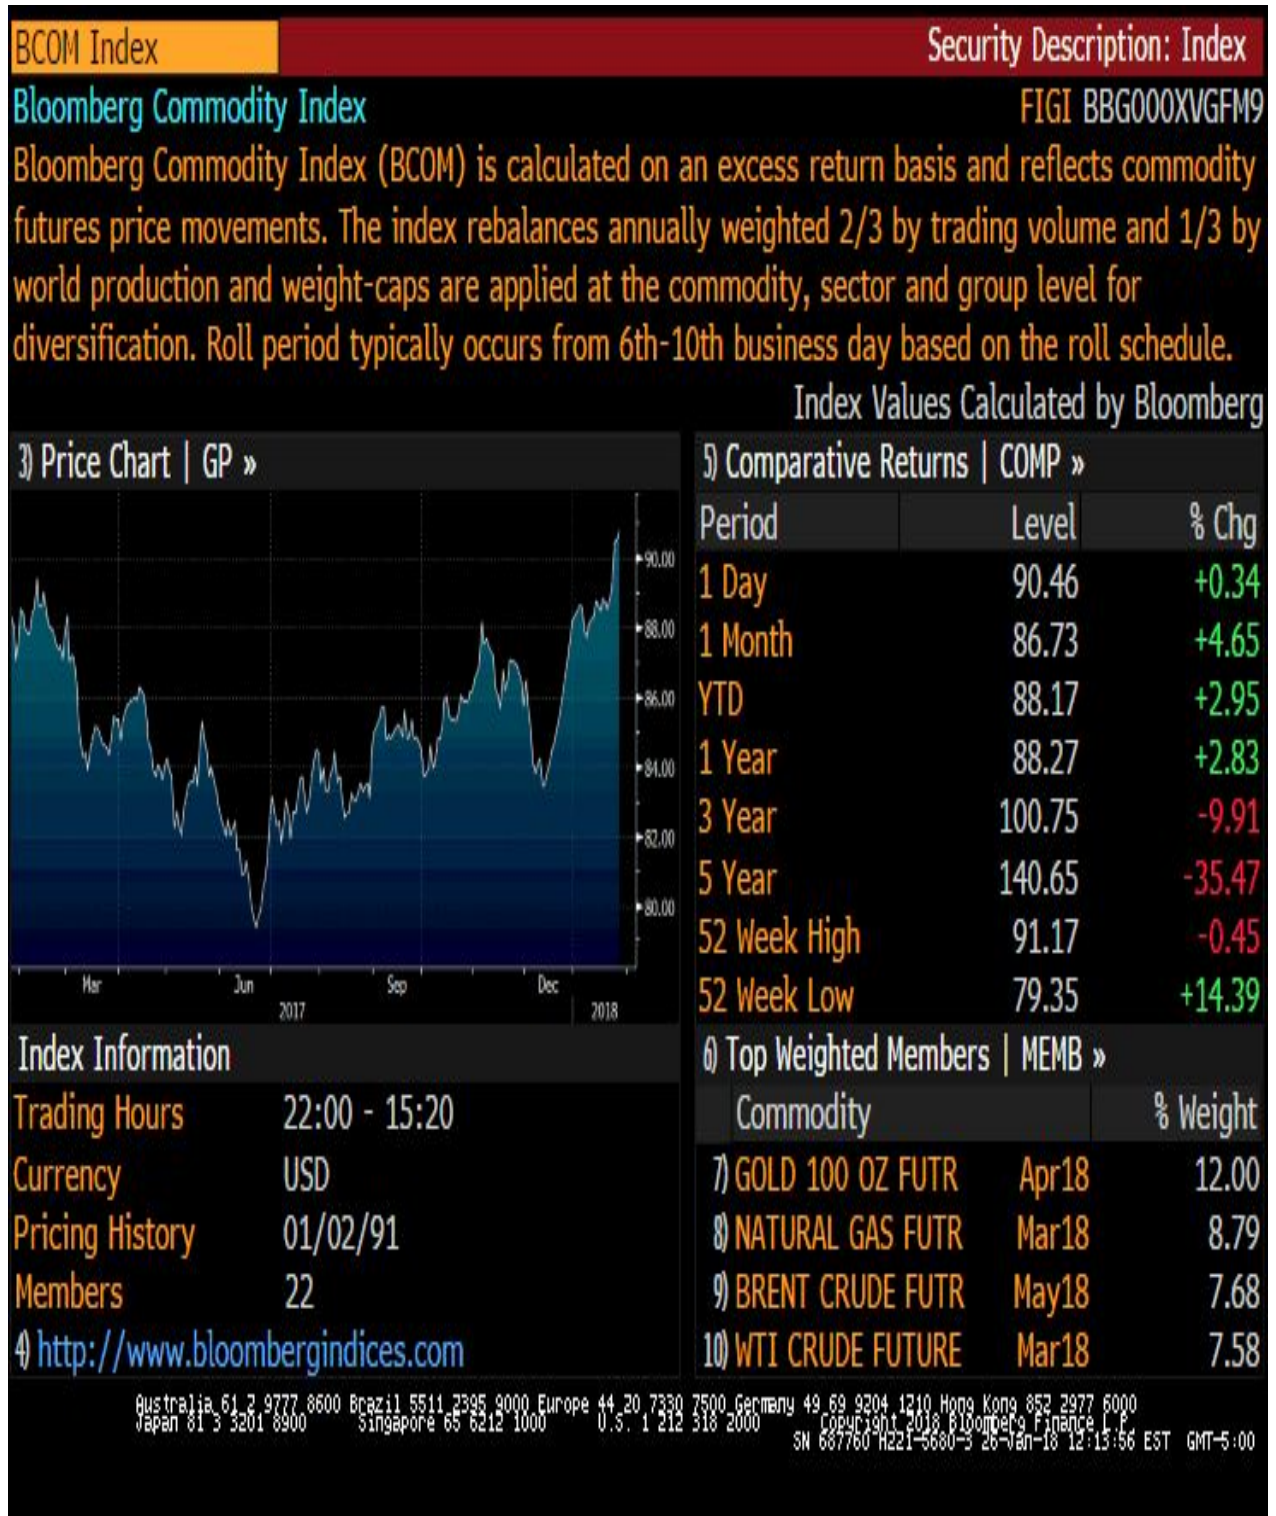 BCOM Index Security Description: Index
Bloomberg Commodity Index FIGI BBG000XVGFM9
Bloomberg Commodity Index (BCOM) is calculated on an excess return basis and reflects commodity
futures price movements. The index rebalances annually weighted 2/3 by trading volume and 1/3 by
world production and weight-caps are applied at the commodity, sector and group level for
diversification. Roll period typically occurs from 6th-10th business day based on the roll schedule.
Index Values Calculated by Bloomberg
3) Price Chart | GP »
90.00
88.00
86.00
84.00
82.00
80.00
Mar Jun Sep Dec
2017 2018
5) Comparative Returns | COMP »
Period Level % Chg
1 Day 90.46 +0.34
1 Month 86.73 +4.65
YTD 88.17 +2.95
1 Year 88.27 +2.83
3 Year 100.75 -9.91
5 Year 140.65 -35.47
52 Week High 91.17 -0.45
52 Week Low 79.35 +14.39
Index Information
Trading Hours 22:00 - 15:20
Currency USD
Pricing History 01/02/91
Members 22
4) http://www.bloombergindices.com
6) Top Weighted Members | MEMB »
Commodity % Weight
7) GOLD 100 OZ FUTR Apr18 12.00
8) NATURAL GAS FUTR Mar18 8.79
9) BRENT CRUDE FUTR May18 7.68
10) WTI CRUDE FUTURE Mar18 7.58
Australia 61 2 9777 8600 Brazil 5511 2395 9000 Europe 44 20 7330 7500 Germany 49 69 9204 1210 Hong Kong 852 2977 6000
Japan 81 3 3201 8900 Singapore 65 6212 1000 U.S. 1 212 318 2000 Copyright 2018 Bloomberg Finance L.P.
SN 687760 H221-5680-3 26-Jan-18 12:13:56 EST GMT-5:00